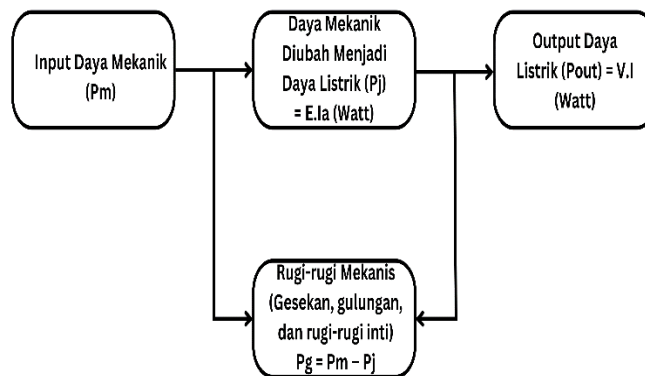 Input Daya Mekanik
(Pm)
Daya Mekanik
Diubah Menjadi
Daya Listrik (Pj)
= E.Ia (Watt)
Output Daya
Listrik (Pout) = V.I
(Watt)
Rugi-rugi Mekanis
(Gesekan, gulungan,
dan rugi-rugi inti)
Pg = Pm – Pj